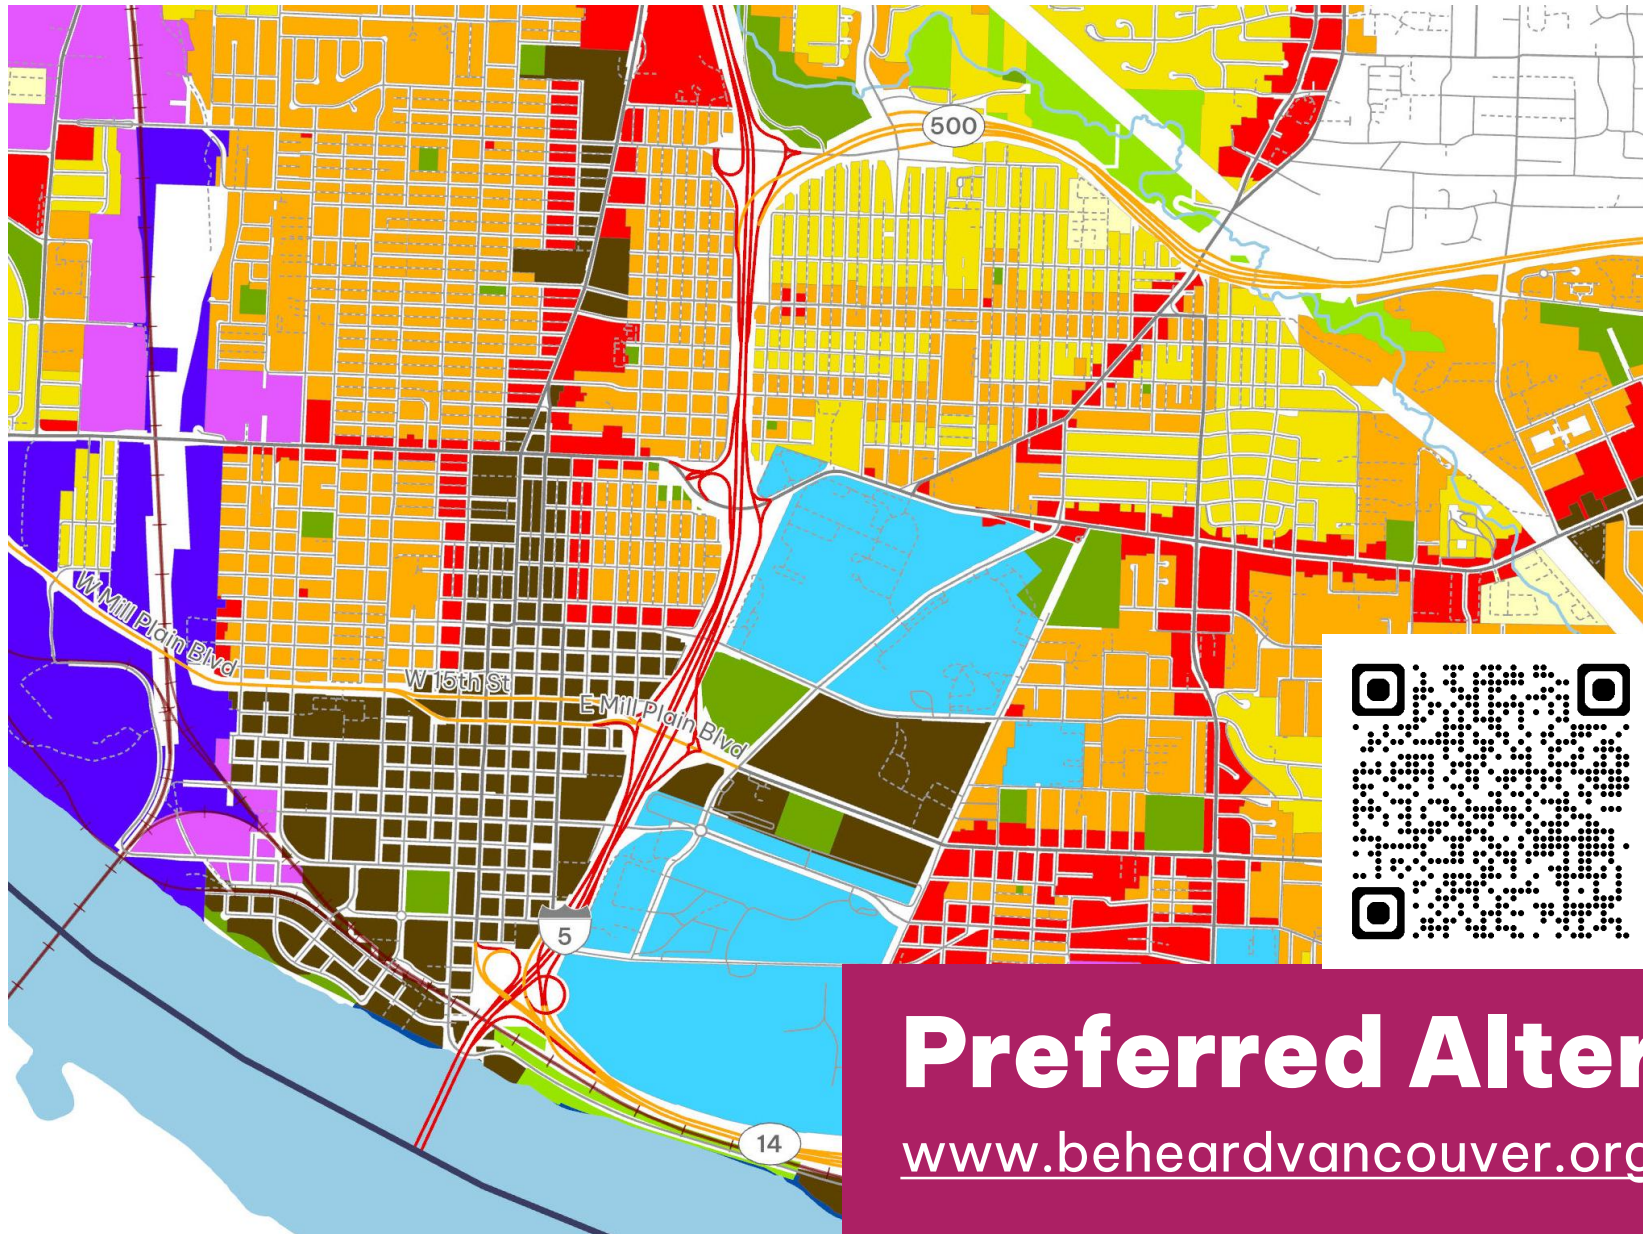 500
W Mill Plain Blvd
W 15th St
E Mill Plain Blvd
5
14
Preferred Alter
www.beheardvancouver.org